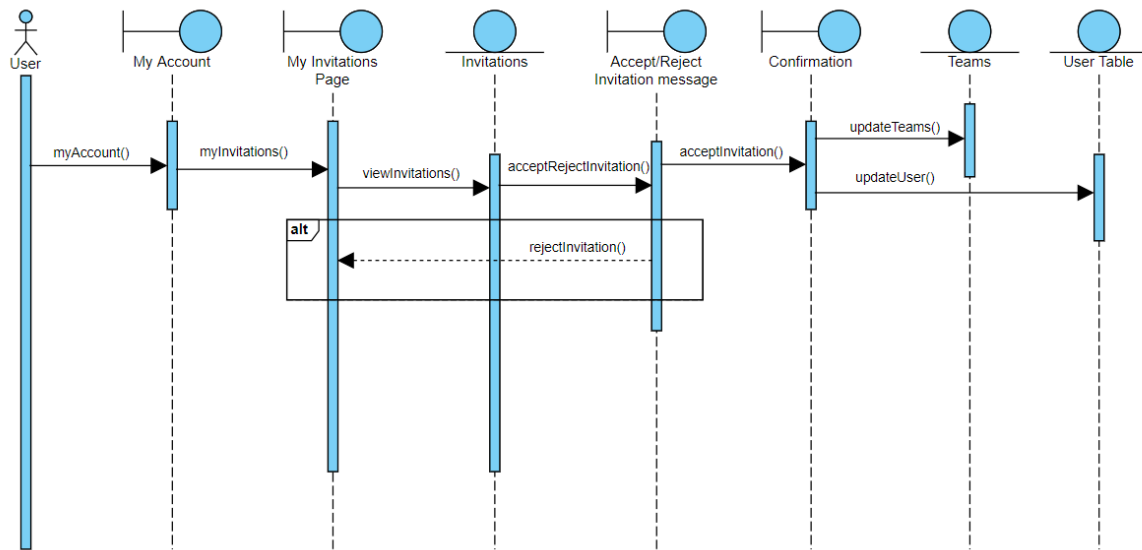 User
My Account
My Invitations
Page
Invitations
Accept/Reject
Invitation message
Confirmation
Teams
User Table
myAccount()
myInvitations()
viewInvitations()
acceptRejectInvitation()
acceptInvitation()
updateTeams()
updateUser()
alt
rejectInvitation()